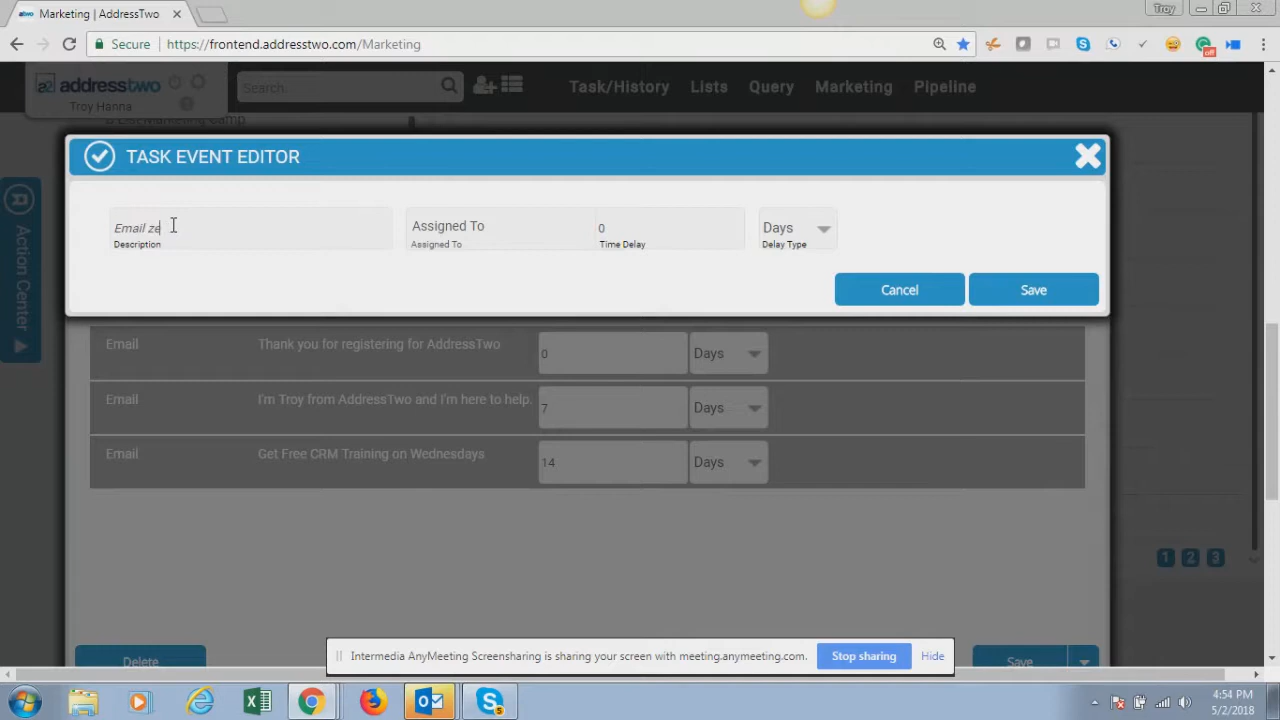 Marketing | AddressTwo
Troy
Secure https://frontend.addresstwo.com/Marketing
off
a2 addresstwo
Troy Hanna
Search.
Task/History Lists Query Marketing Pipeline
TASK EVENT EDITOR
Email ze
Description
Assigned To
Assigned To
0
Time Delay
Days
Delay Type
Cancel Save
Action Center
Email Thank you for registering for AddressTwo 0 Days
Email I'm Troy from AddressTwo and I'm here to help. 7 Days
Email Get Free CRM Training on Wednesdays 14 Days
1 2 3
Delete
Save
Intermedia AnyMeeting Screensharing is sharing your screen with meeting.anymeeting.com. Stop sharing Hide
4:54 PM
5/2/2018